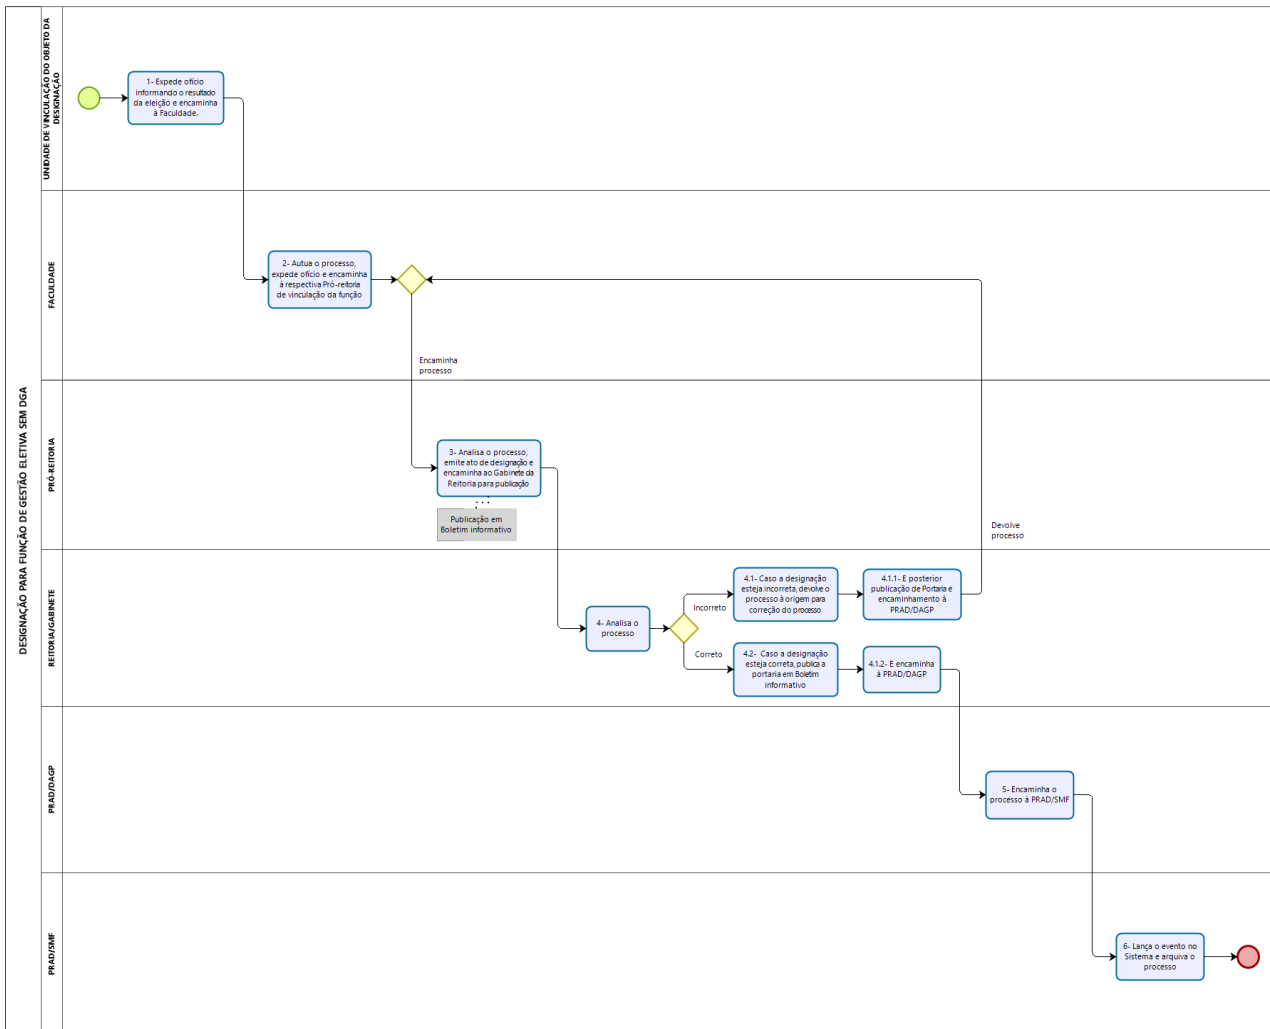 DESIGNAÇÃO PARA FUNÇÃO DE GESTÃO ELETIVA SEM DGA
UNIDADE DE VINCULAÇÃO DO OBJETO DA
DESIGNAÇÃO
1- Expede ofício
informando o resultado
da eleição e encaminha
à Faculdade.
FACULDADE
2- Autua o processo,
expede ofício e encaminha
à respectiva Pró-reitoria
de vinculação da função
Encaminha
processo
PRÓ-REITORIA
3- Analisa o processo,
emite ato de designação e
encaminha ao Gabinete da
Reitoria para publicação
Publicação em
Boletim informativo
Devolve
processo
REITORIA/GABINETE
4- Analisa o
processo
Incorreto
4.1- Caso a designação
esteja incorreta, devolve o
processo à origem para
correção do processo
4.1.1- E posterior
publicação de Portaria e
encaminhamento à
PRAD/DAGP
Correto
4.2-  Caso a designação
esteja correta, publica a
portaria em Boletim
informativo
4.1.2- E encaminha
à PRAD/DAGP
PRAD/DAGP
5- Encaminha o
processo à PRAD/SMF
PRAD/SMF
6- Lança o evento no
Sistema e arquiva o
processo